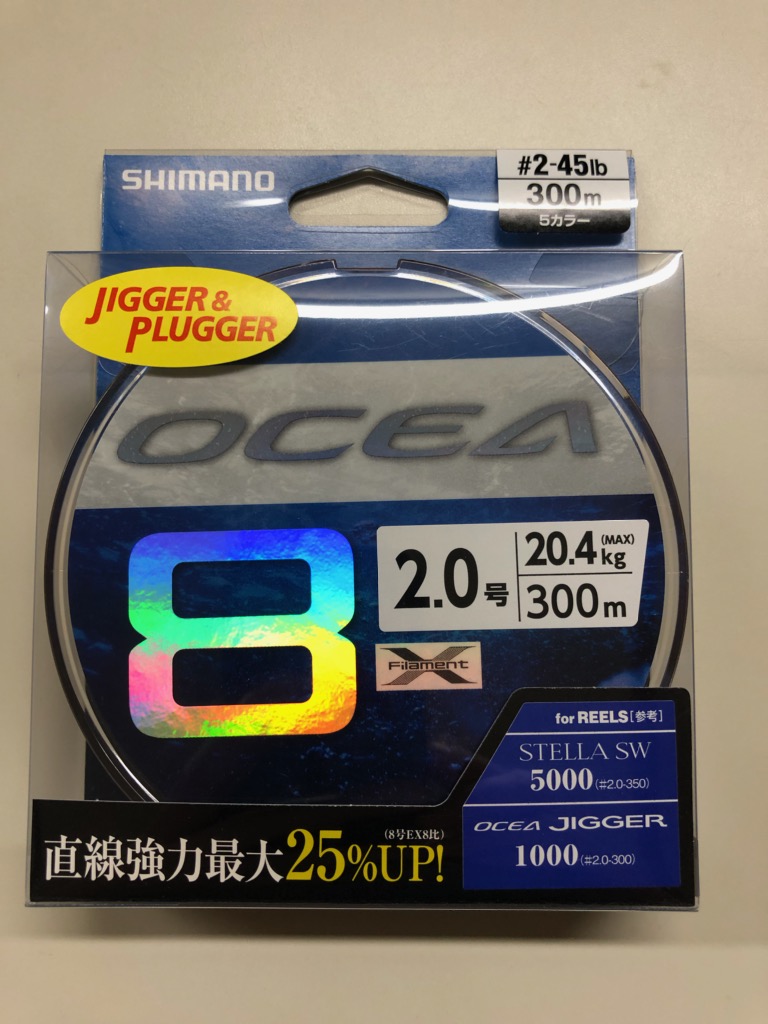 SHIMANO
#2-45lb
300m
5カラー
JIGGER &
PLUGGER
OCEA
8
2.0号
20.4kg (MAX)
300m
X Filament
for REELS[参考]
STELLA SW
5000(#2.0-350)
OCEA JIGGER
1000(#2.0-300)
(8号EX8比)
直線強力最大25%UP!